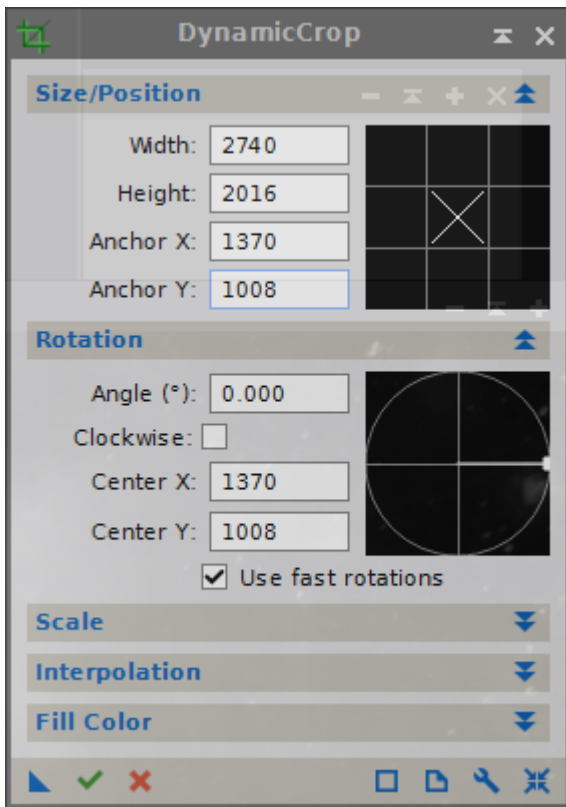 DynamicCrop
Size/Position
Width: 2740
Height: 2016
Anchor X: 1370
Anchor Y: 1008
Rotation
Angle (°): 0.000
Clockwise:
Center X: 1370
Center Y: 1008
Use fast rotations
Scale
Interpolation
Fill Color